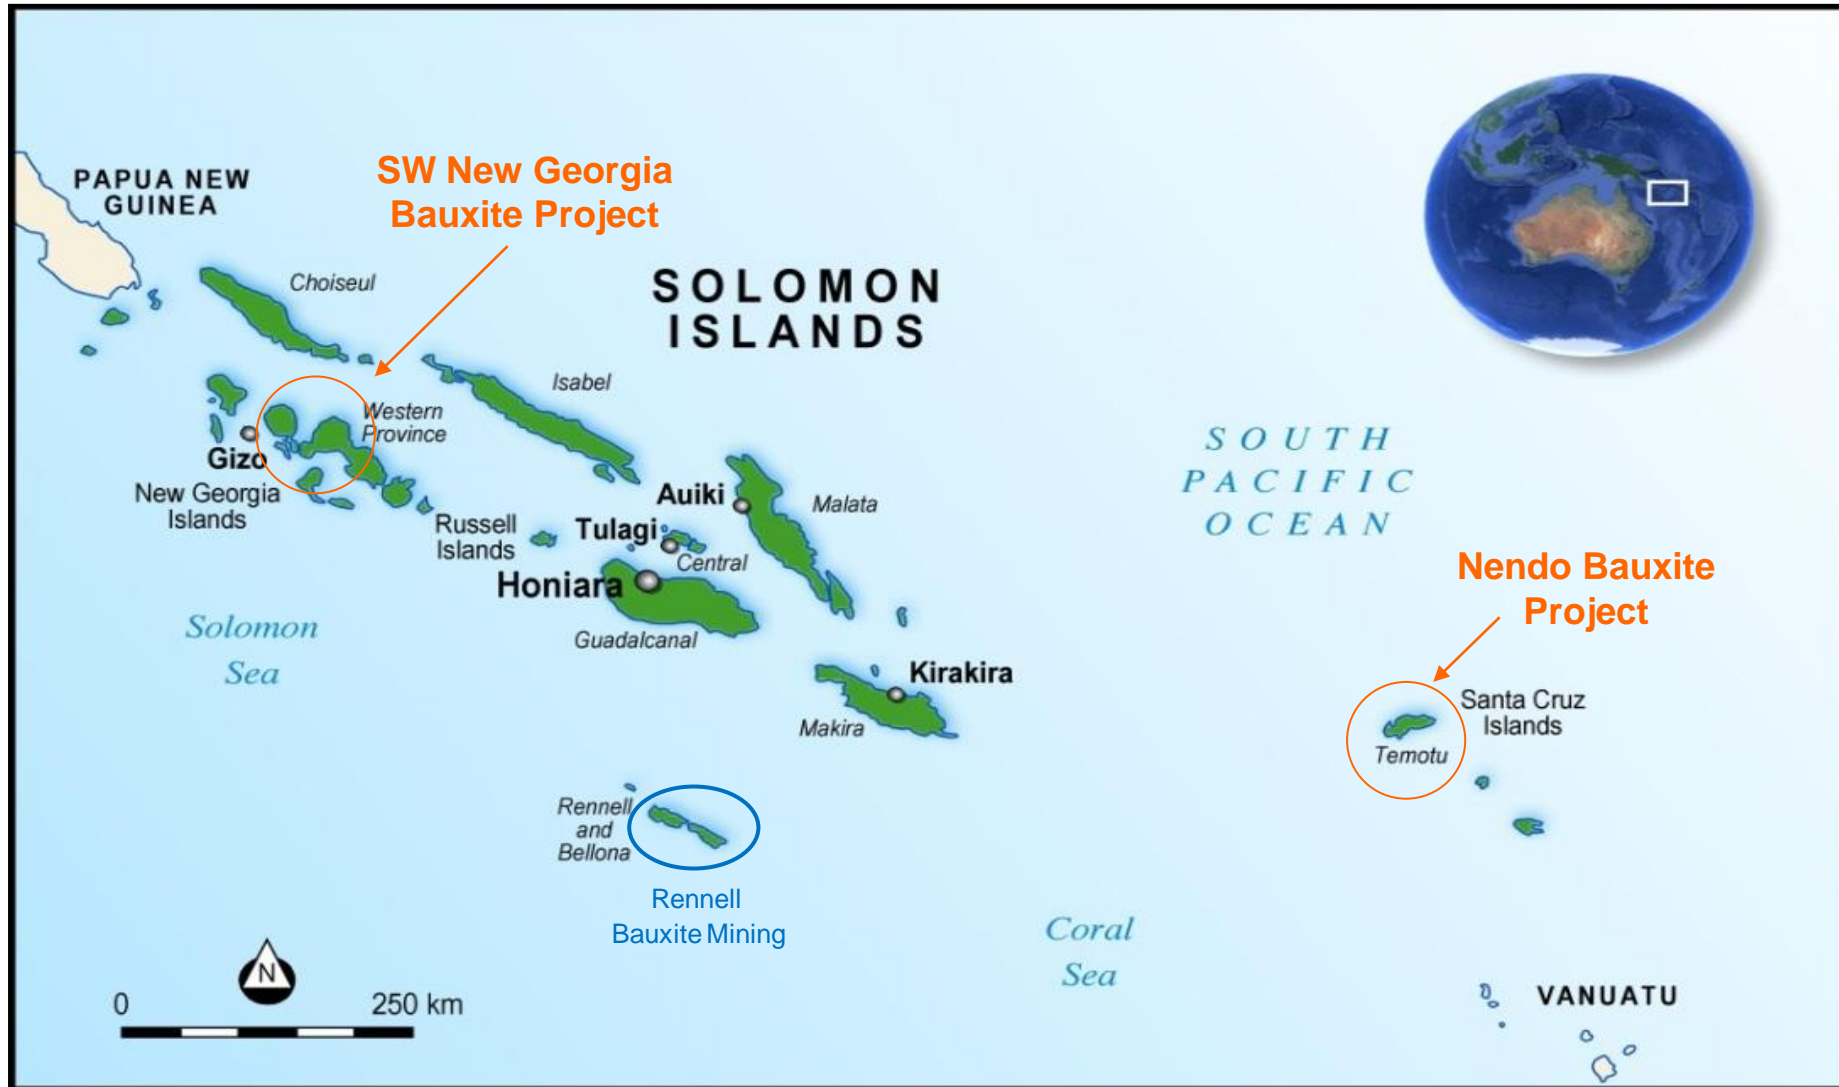 SW New Georgia
Bauxite Project
PAPUA NEW
GUINEA
Choiseul
SOLOMON
ISLANDS
Isabel
Western
Province
Gizo
New Georgia
Islands
Russell
Islands
Auiki
Malata
Tulagi
Central
Honiara
Guadalcanal
SOUTH
PACIFIC
OCEAN
Nendo Bauxite
Project
Solomon
Sea
Kirakira
Makira
Santa Cruz
Islands
Temotu
Rennell
and
Bellona
Rennell
Bauxite Mining
Coral
Sea
N
0 250 km
VANUATU